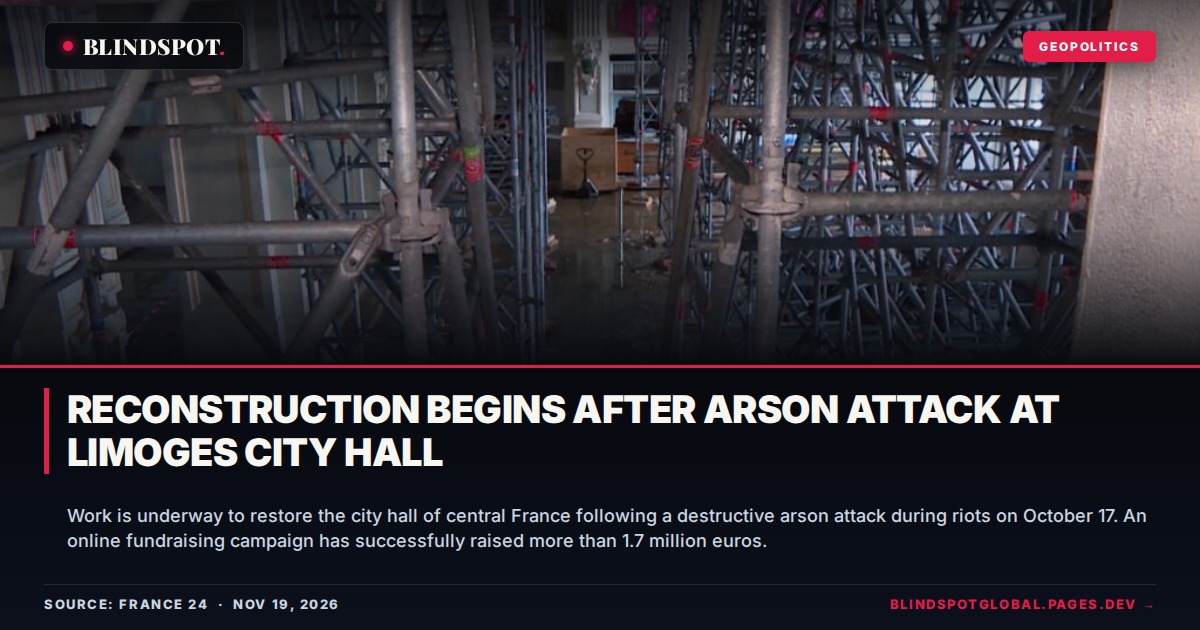 BLINDSPOT.
GEOPOLITICS
RECONSTRUCTION BEGINS AFTER ARSON ATTACK AT
LIMOGES CITY HALL
Work is underway to restore the city hall of central France following a destructive arson attack during riots on October 17. An
online fundraising campaign has successfully raised more than 1.7 million euros.
SOURCE: FRANCE 24 · NOV 19, 2026
BLINDSPOTGLOBAL.PAGES.DEV →